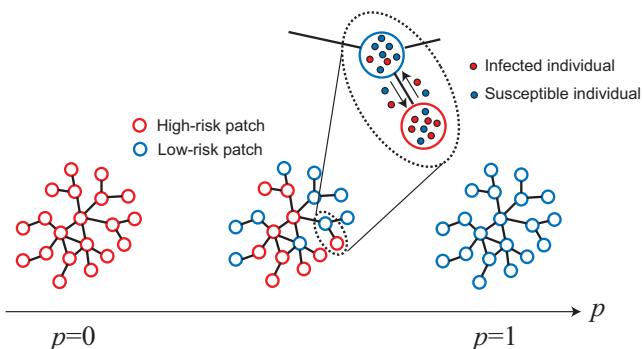 Infected individual
Susceptible individual
High-risk patch
Low-risk patch
p
p=0
p=1